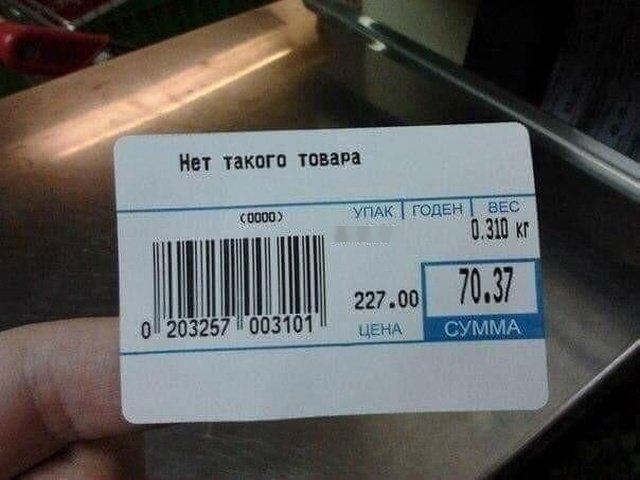 Нет такого товара
(0000)
УПАК ГОДЕН ВЕС
0.310 кг
227.00 70.37
ЦЕНА СУММА
0 203257 003101